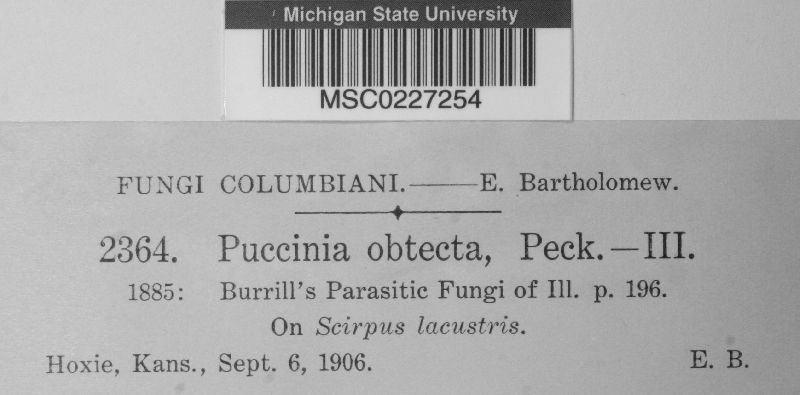 Michigan State University
MSC0227254
FUNGI COLUMBIANI.——E. Bartholomew.
2364. Puccinia obtecta, Peck.—III.
1885: Burrill's Parasitic Fungi of Ill. p. 196.
On Scirpus lacustris.
Hoxie, Kans., Sept. 6, 1906. E. B.